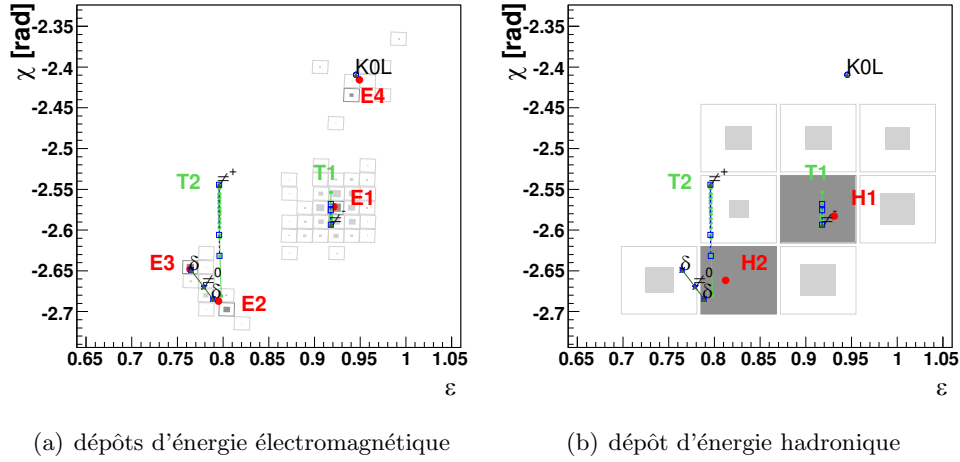 χ [rad]
-2.35
-2.4
-2.45
-2.5
-2.55
-2.6
-2.65
-2.7
K0L
E4
T2
T1
≠+
E1
≠-
E3
δ
≠0
δ
E2
0.65 0.7 0.75 0.8 0.85 0.9 0.95 1 1.05
ε
(a) dépôts d'énergie électromagnétique
χ [rad]
-2.35
-2.4
-2.45
-2.5
-2.55
-2.6
-2.65
-2.7
K0L
T2
T1
≠+
H1
≠-
δ
H2
≠0
δ
0.65 0.7 0.75 0.8 0.85 0.9 0.95 1 1.05
ε
(b) dépôt d'énergie hadronique